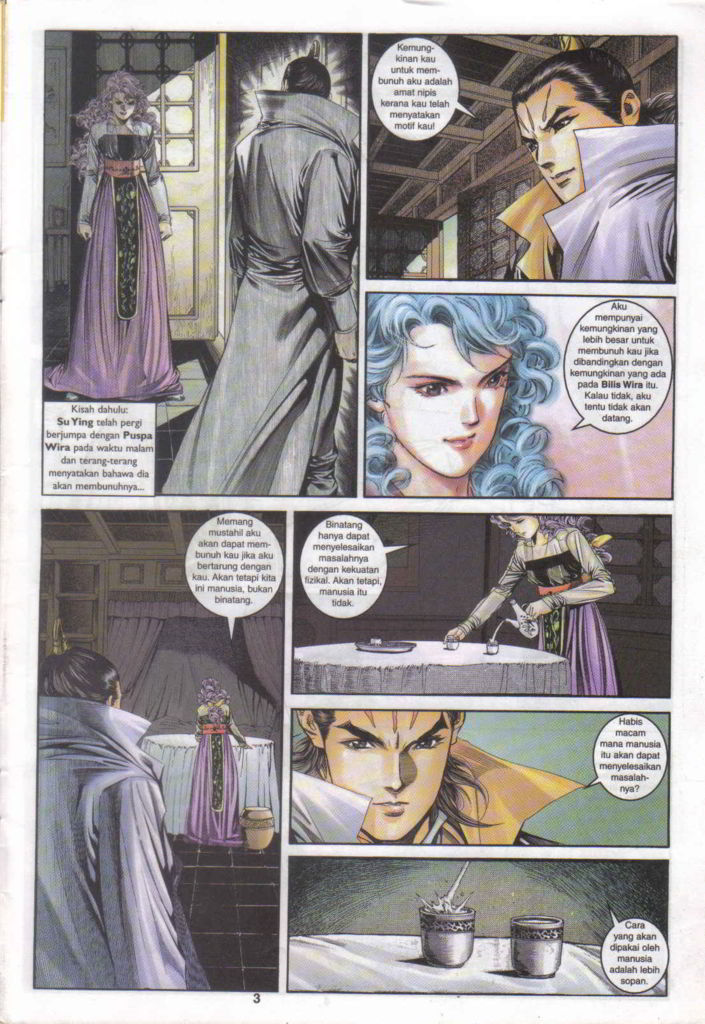 Kisah dahulu:
Su Ying telah pergi
berjumpa dengan Puspa
Wira pada waktu malam
dan terang-terang
menyatakan bahawa dia
akan membunuhnya...
Kemung-
kinan kau
untuk mem-
bunuh aku adalah
amat nipis
kerana kau telah
menyatakan
motif kau!
Aku
mempunyai
kemungkinan yang
lebih besar untuk
membunuh kau jika
dibandingkan dengan
kemungkinan yang ada
pada Bilis Wira itu.
Kalau tidak, aku
tentu tidak akan
datang.
Memang
mustahil aku
akan dapat mem-
bunuh kau jika aku
bertarung dengan
kau. Akan tetapi kita
ini manusia, bukan
binatang.
Binatang
hanya dapat
menyelesaikan
masalahnya
dengan kekuatan
fizikal. Akan tetapi,
manusia itu
tidak.
Habis
macam
mana manusia
itu akan dapat
menyelesaikan
masalah-
nya?
Cara
yang akan
dipakai oleh
manusia
adalah lebih
sopan.
3